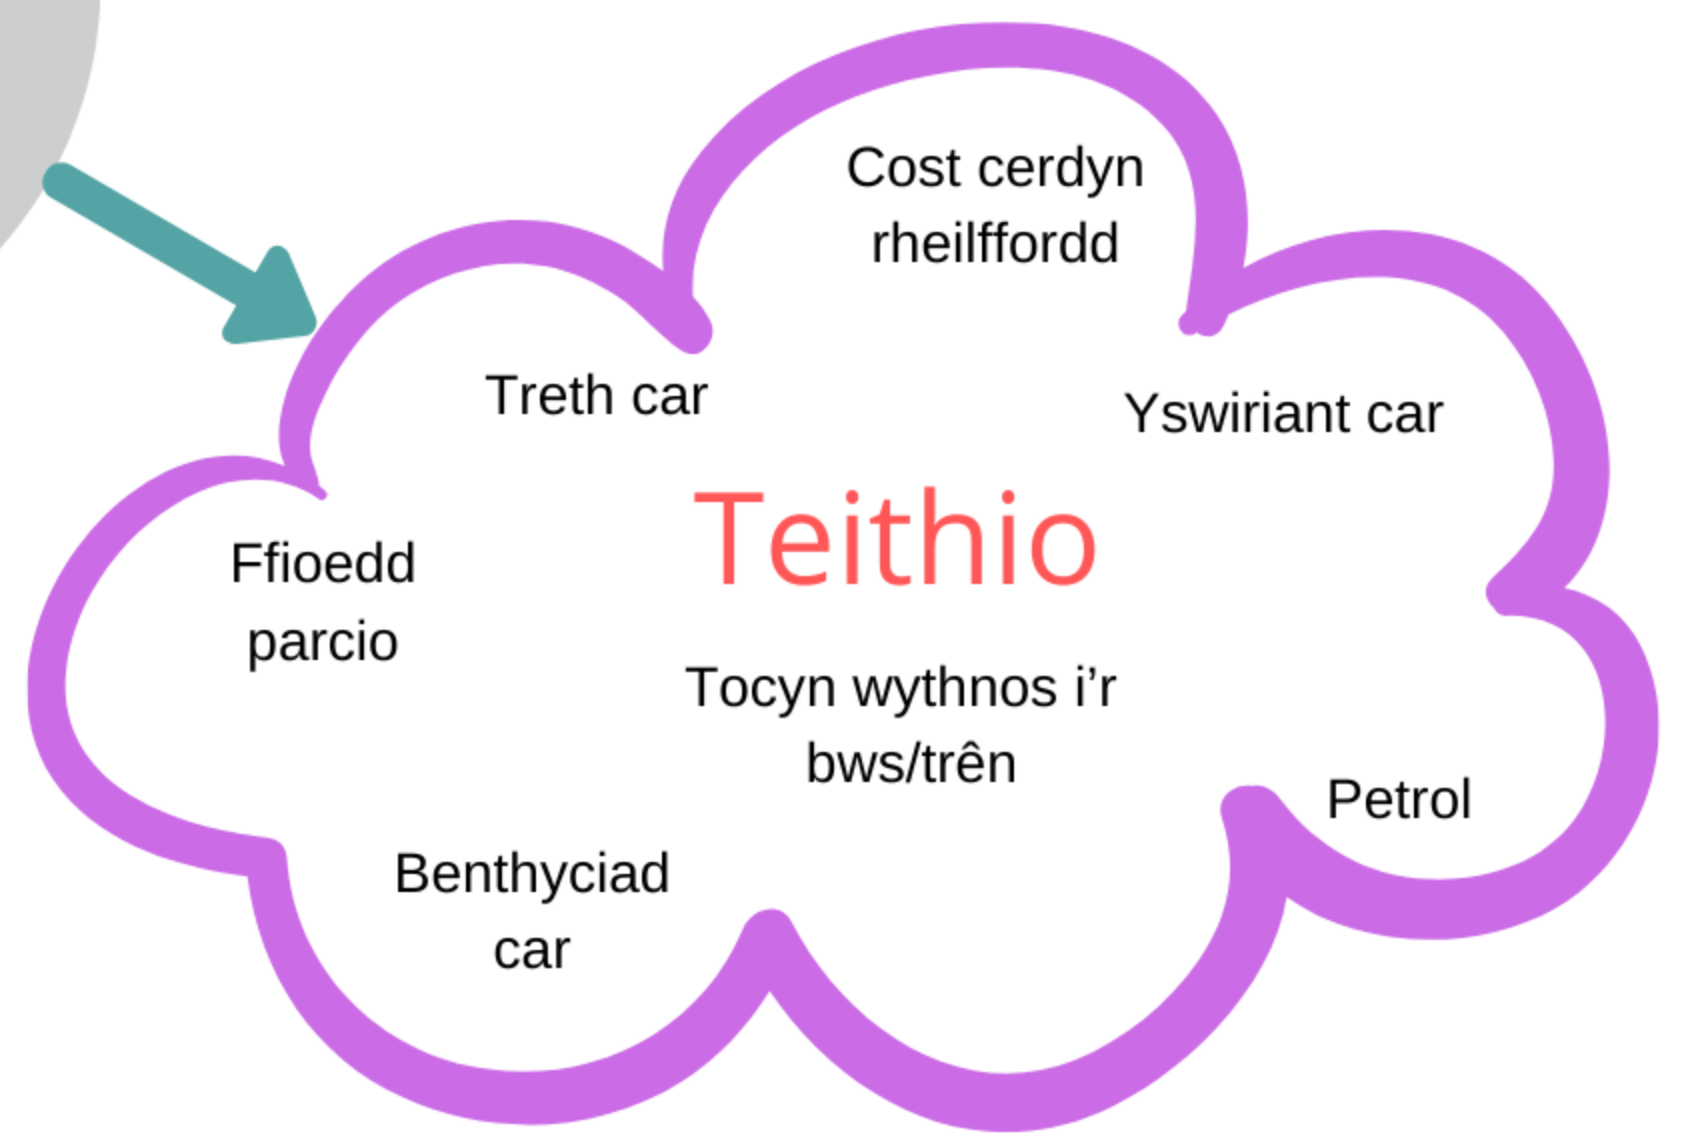 Cost cerdyn
rheilffordd
Treth car
Yswiriant car
Teithio
Ffioedd
parcio
Tocyn wythnos i’r
bws/trên
Petrol
Benthyciad
car